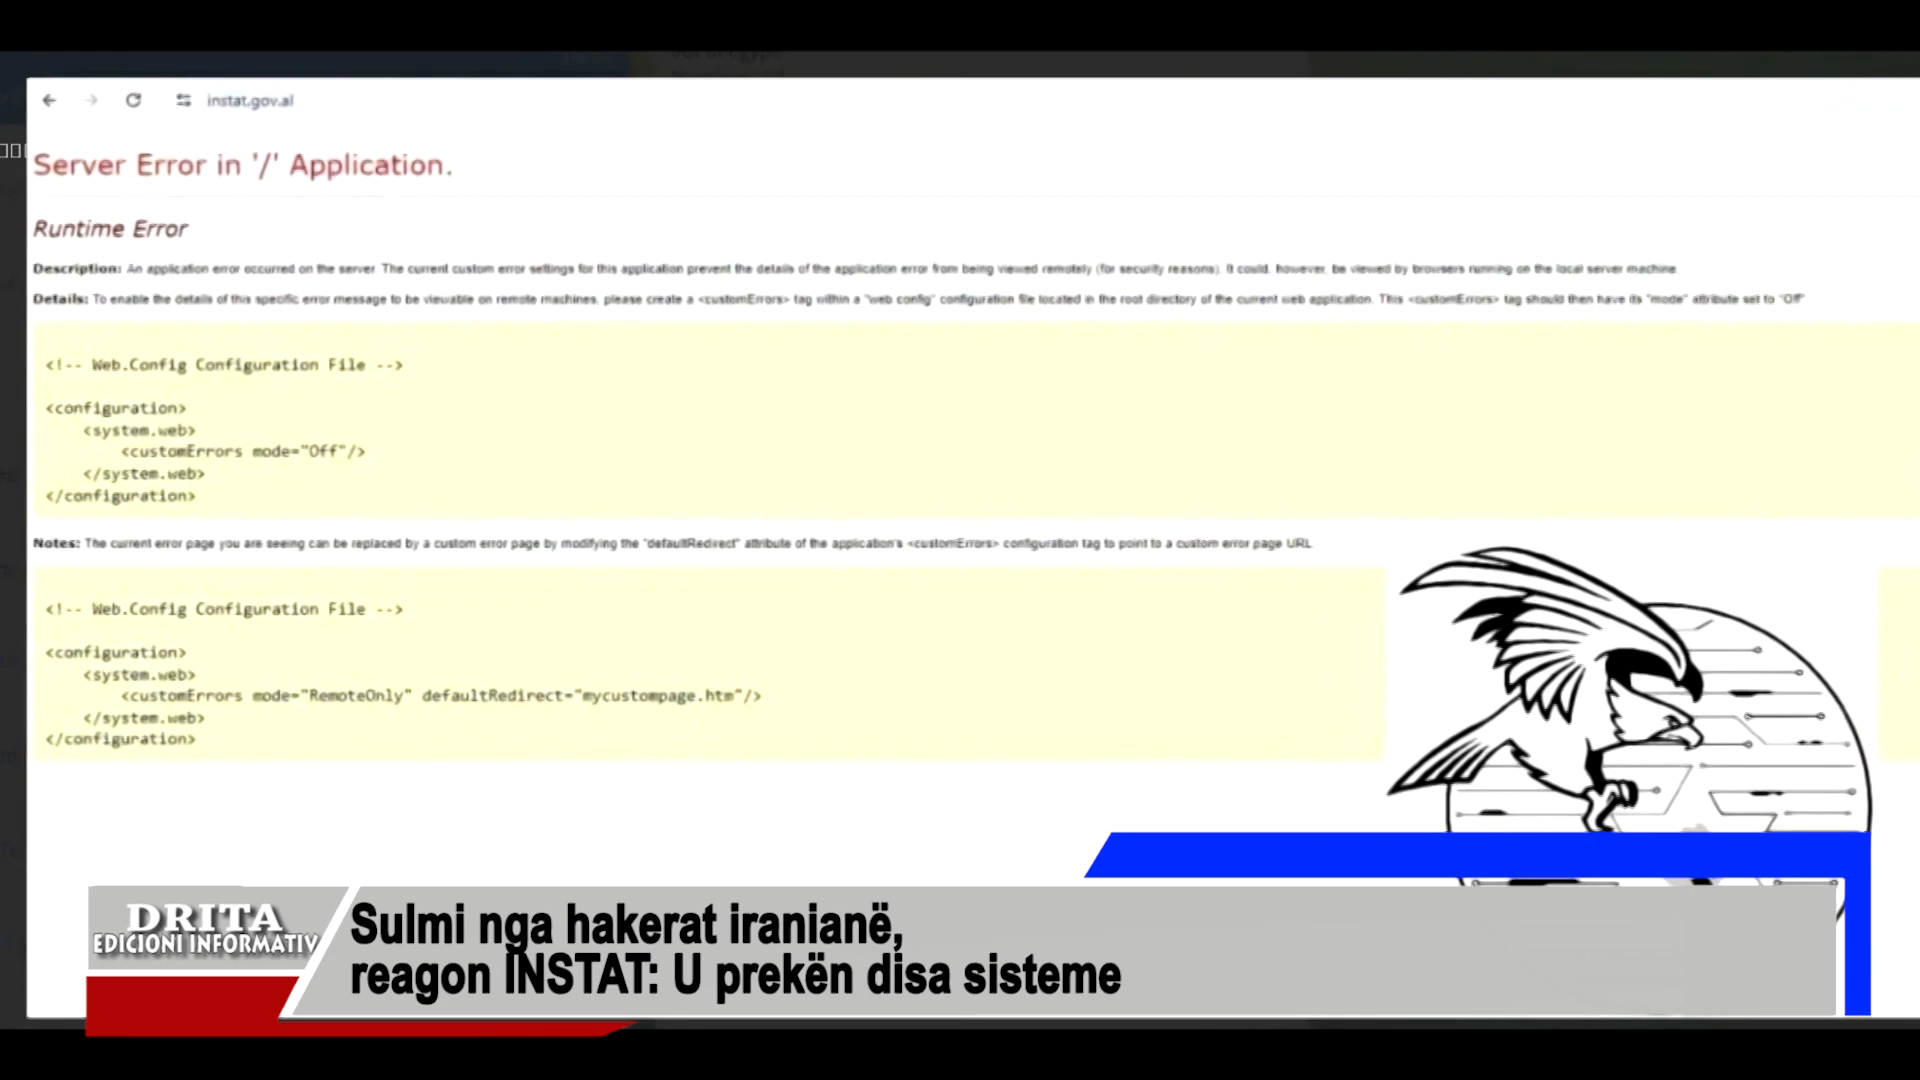 instat.gov.al
Server Error in '/' Application.
Runtime Error
Description: An application error occurred on the server. The current custom error settings for this application prevent the details of the application error from being viewed remotely (for security reasons). It could, however, be viewed by browsers running on the local server machine.
Details: To enable the details of this specific error message to be viewable on remote machines, please create a <customErrors> tag within a "web.config" configuration file located in the root directory of the current web application. This <customErrors> tag should then have its "mode" attribute set to "Off".
<!-- Web.Config Configuration File -->
<configuration>
<system.web>
<customErrors mode="Off"/>
</system.web>
</configuration>
Notes: The current error page you are seeing can be replaced by a custom error page by modifying the "defaultRedirect" attribute of the application's <customErrors> configuration tag to point to a custom error page URL.
<!-- Web.Config Configuration File -->
<configuration>
<system.web>
<customErrors mode="RemoteOnly" defaultRedirect="mycustompage.htm"/>
</system.web>
</configuration>
DRITA
EDICIONI INFORMATIV
Sulmi nga hakerat iranianë,
reagon INSTAT: U prekën disa sisteme